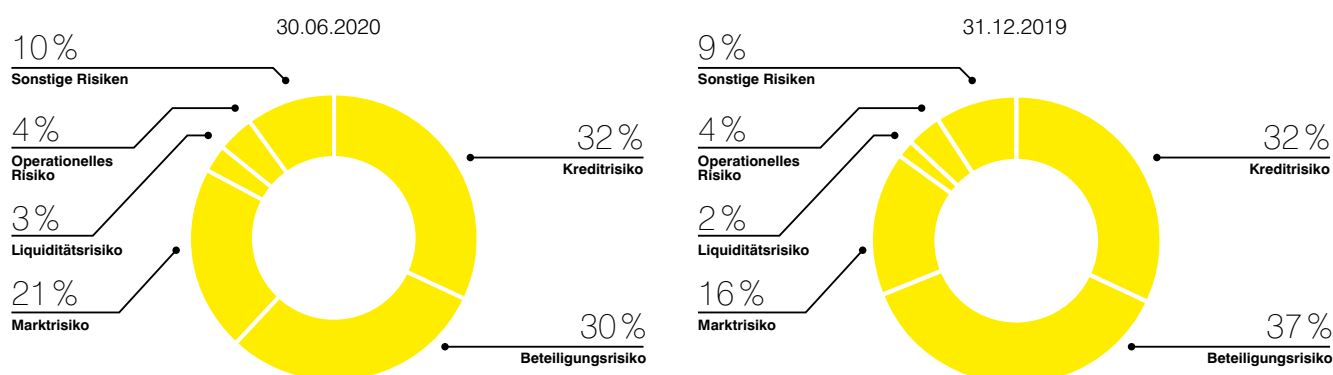 30.06.2020
10%
Sonstige Risiken
4%
Operationelles
Risiko
3%
Liquiditätsrisiko
21%
Marktrisiko
32%
Kreditrisiko
30%
Beteiligungsrisiko
31.12.2019
9%
Sonstige Risiken
4%
Operationelles
Risiko
2%
Liquiditätsrisiko
16%
Marktrisiko
32%
Kreditrisiko
37%
Beteiligungsrisiko